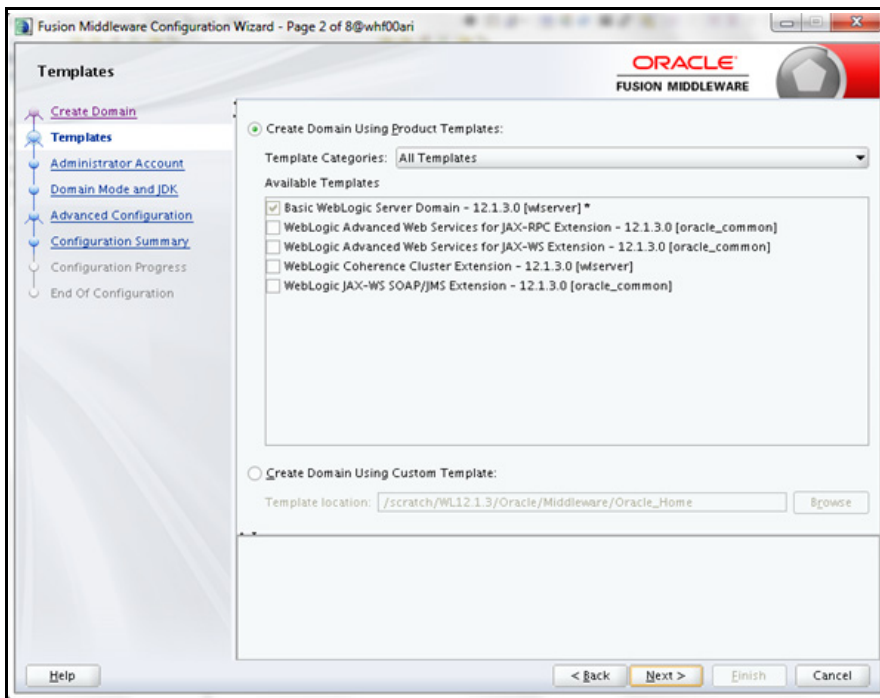 Fusion Middleware Configuration Wizard - Page 2 of 8@whf00ari
Templates
ORACLE
FUSION MIDDLEWARE
Create Domain
Templates
Administrator Account
Domain Mode and JDK
Advanced Configuration
Configuration Summary
Configuration Progress
End Of Configuration
Create Domain Using Product Templates:
Template Categories: All Templates
Available Templates
Basic WebLogic Server Domain - 12.1.3.0 [wlserver] *
WebLogic Advanced Web Services for JAX-RPC Extension - 12.1.3.0 [oracle_common]
WebLogic Advanced Web Services for JAX-WS Extension - 12.1.3.0 [oracle_common]
WebLogic Coherence Cluster Extension - 12.1.3.0 [wlserver]
WebLogic JAX-WS SOAP/JMS Extension - 12.1.3.0 [oracle_common]
Create Domain Using Custom Template:
Template location: /scratch/WL12.1.3/Oracle/Middleware/Oracle_Home Browse
Help < Back Next > Finish Cancel